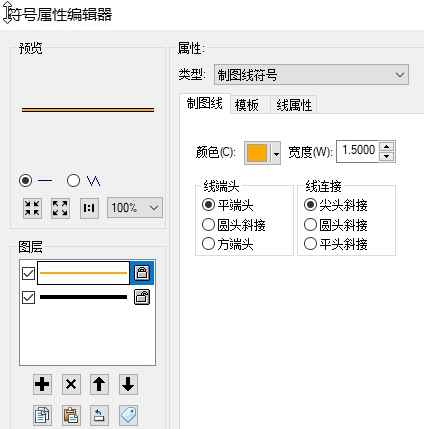 符号属性编辑器
预览
100%
图层
属性:
类型: 制图线符号
制图线 模板 线属性
颜色(C): 宽度(W): 1.5000
线端头 线连接
平端头 尖头斜接
圆头斜接 圆头斜接
方端头 平头斜接